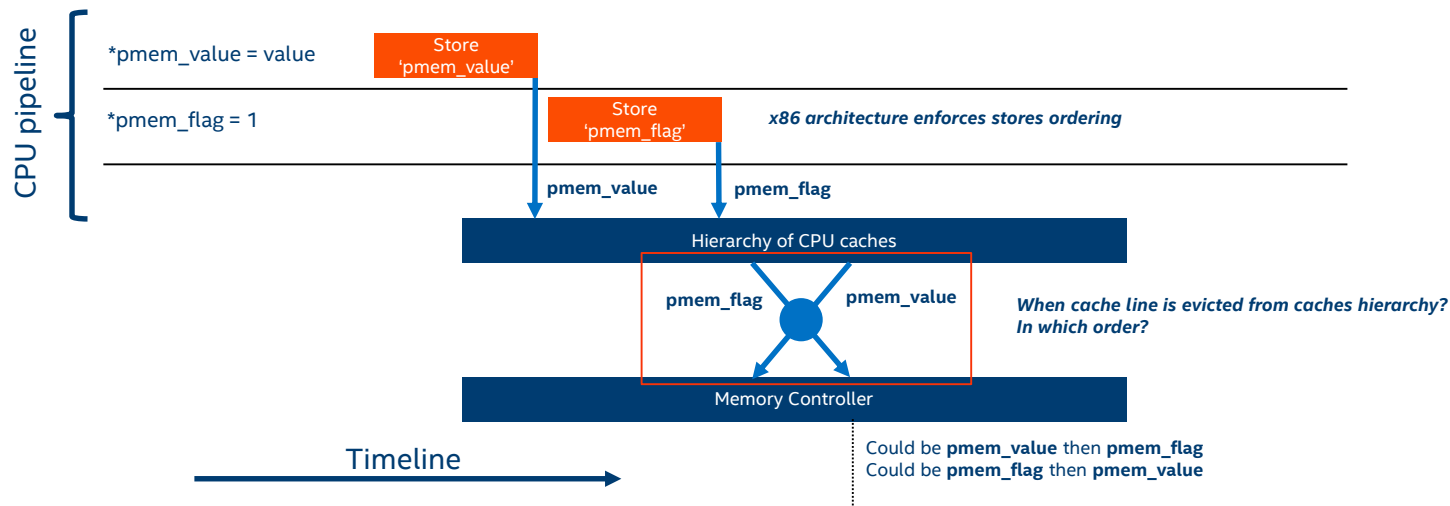 CPU pipeline
*pmem_value = value
Store
'pmem_value’
*pmem_flag = 1
Store
'pmem_flag’
x86 architecture enforces stores ordering
pmem_value
pmem_flag
Hierarchy of CPU caches
pmem_flag
pmem_value
When cache line is evicted from caches hierarchy?
In which order?
Memory Controller
Timeline
Could be pmem_value then pmem_flag
Could be pmem_flag then pmem_value